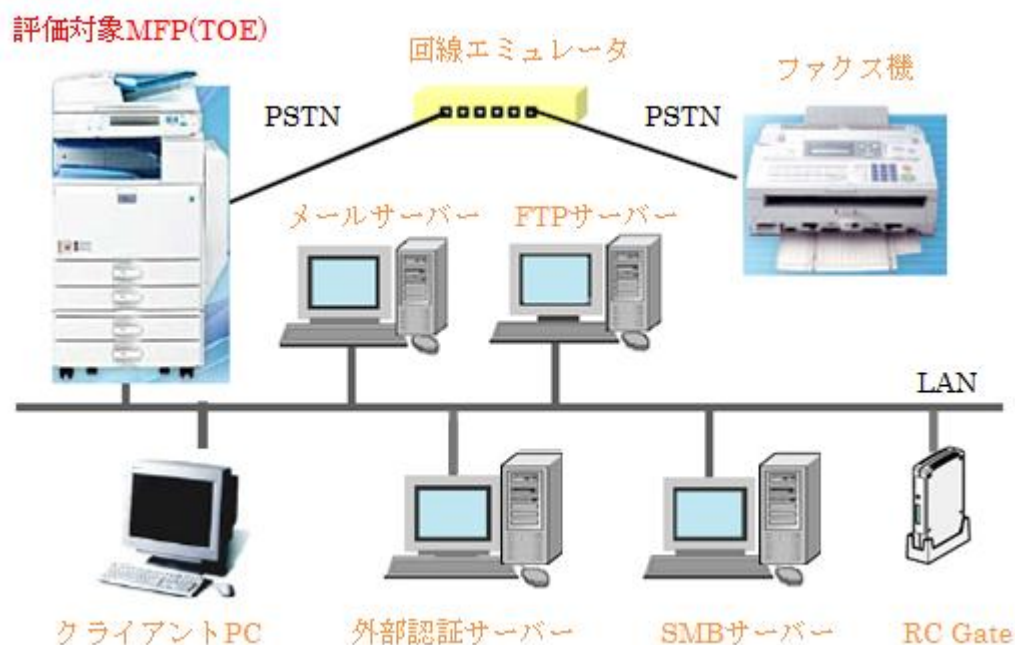 評価対象MFP(TOE)
回線エミュレータ
ファクス機
PSTN
PSTN
メールサーバー
FTPサーバー
LAN
クライアントPC
外部認証サーバー
SMBサーバー
RC Gate